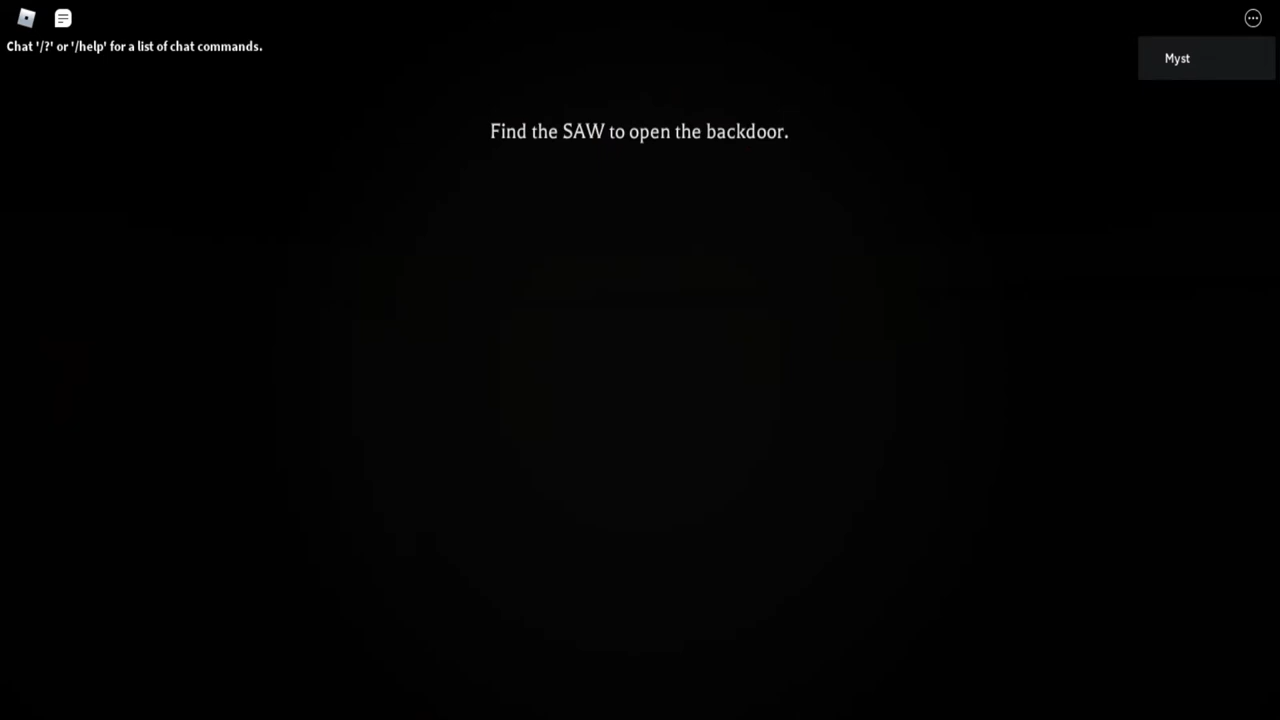 Chat '/?' or '/help' for a list of chat commands.
Myst
Find the SAW to open the backdoor.